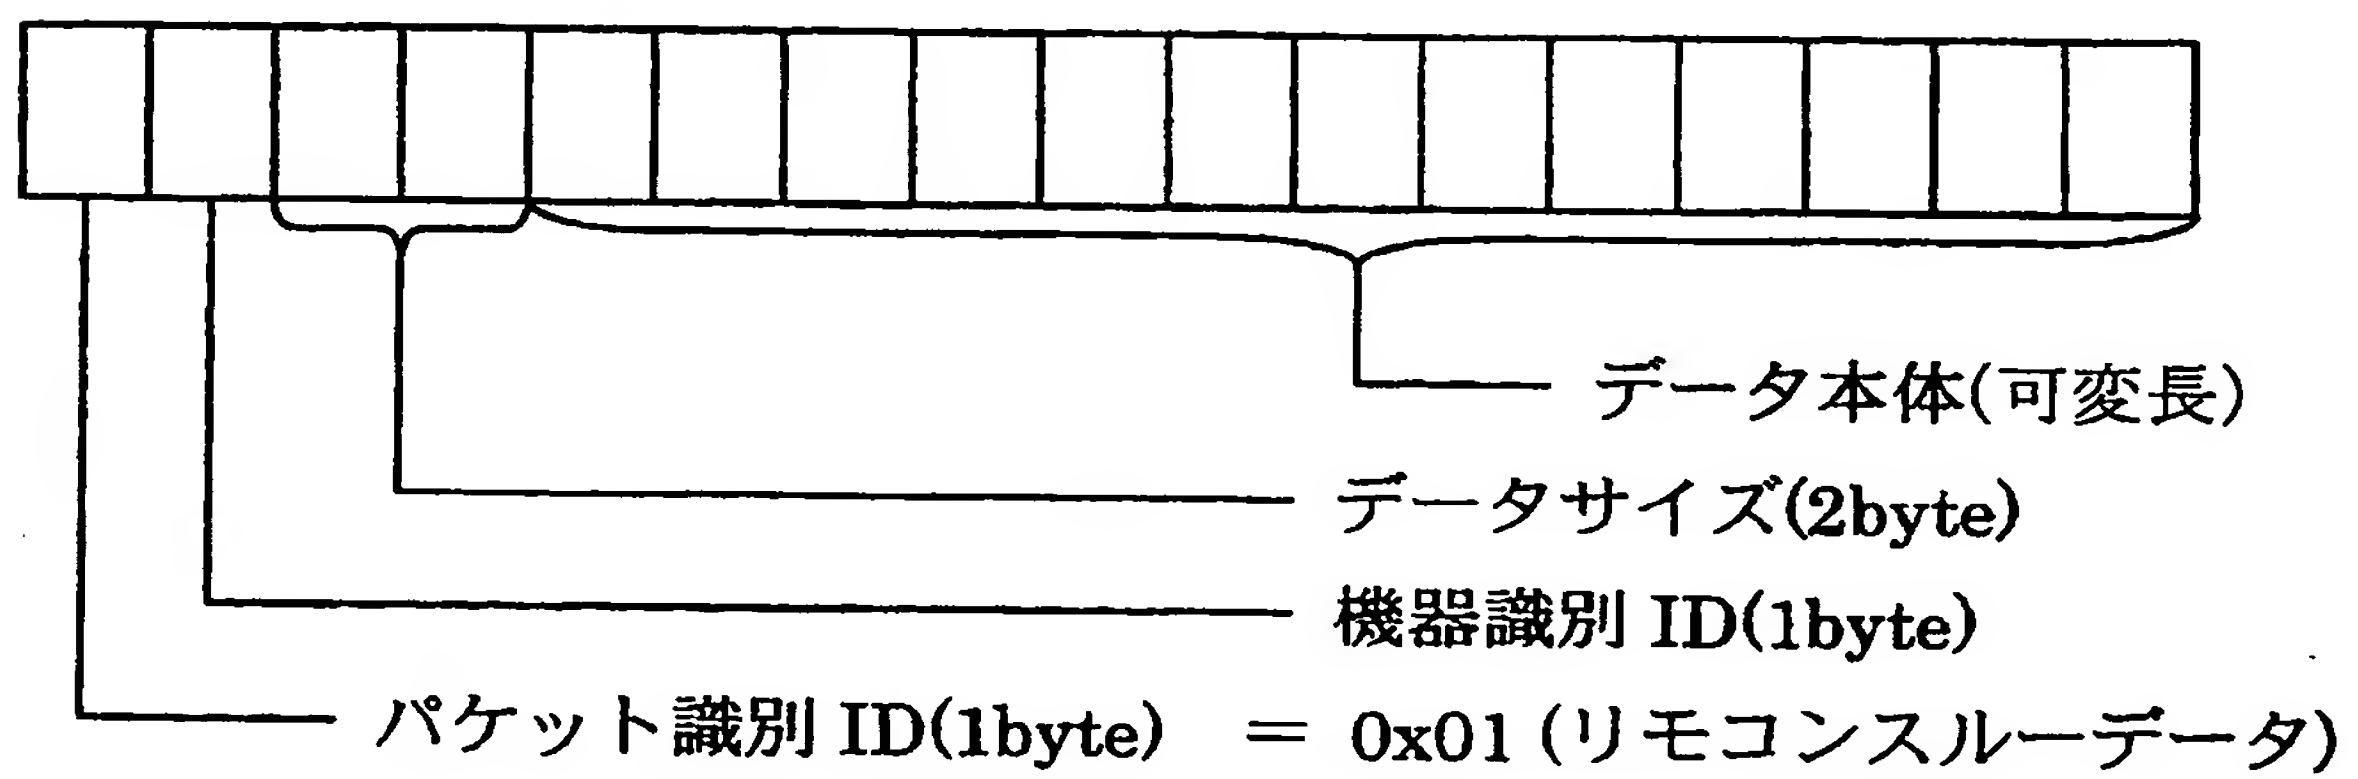 データ本体(可変長)
データサイズ(2byte)
機器識別 ID(1byte)
パケット識別 ID(1byte) = 0x01 (リモコンスルーデータ)